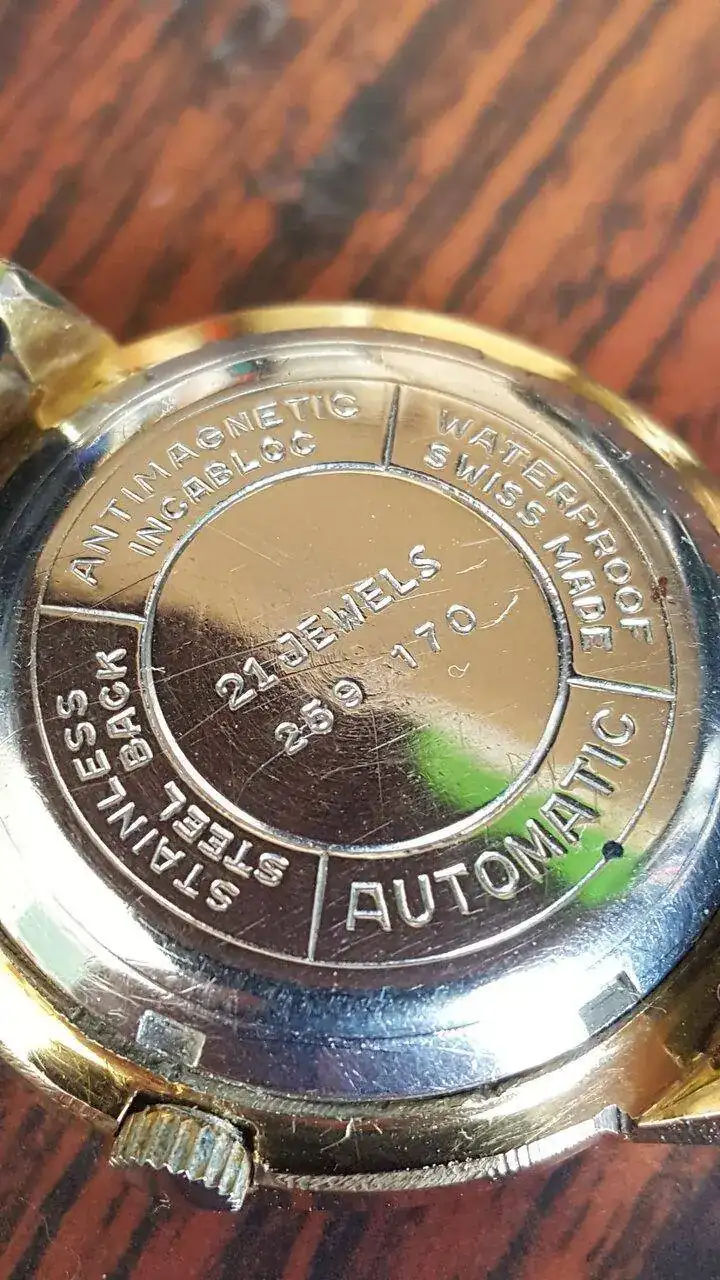 ANTIMAGNETIC
INCABLOC
WATERPROOF
SWISS MADE
21 JEWELS
259 170
STAINLESS
STEEL BACK
AUTOMATIC